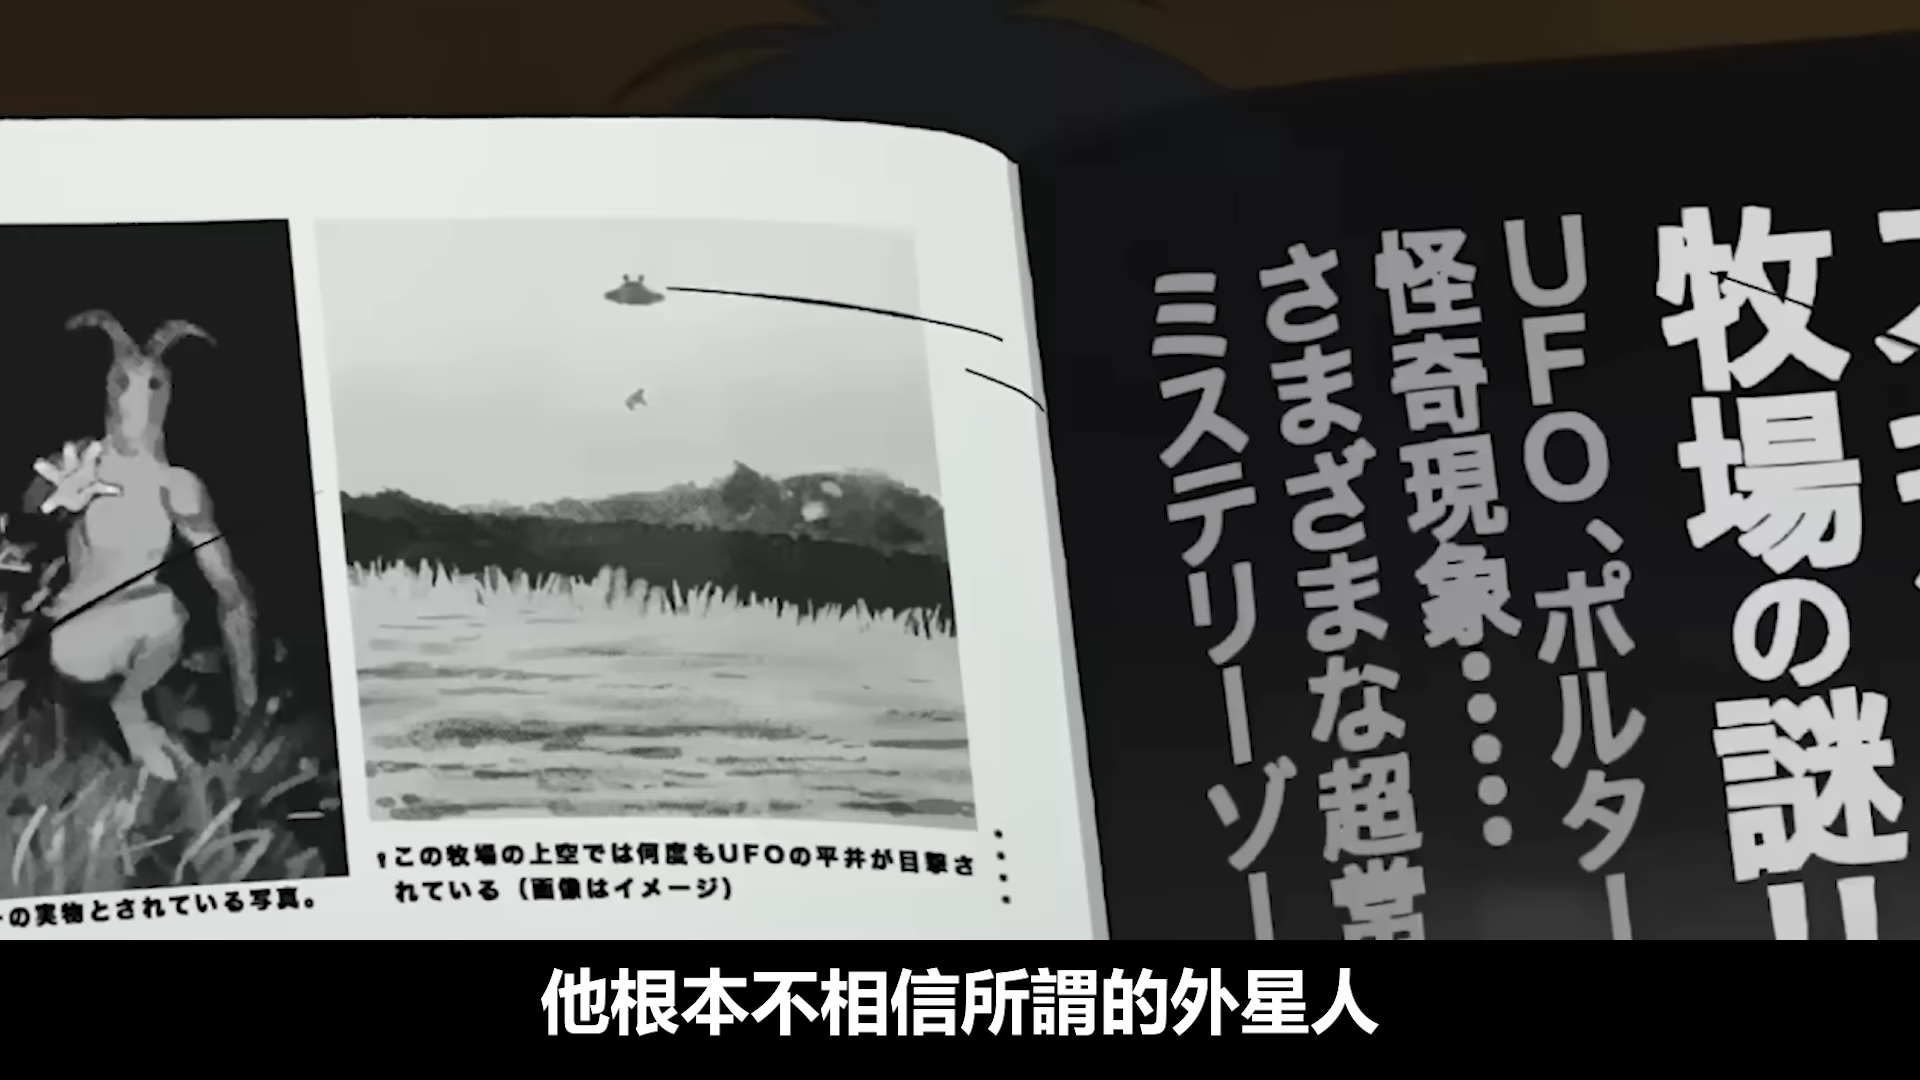 牧場の謎!!
UFO、ポルター
怪奇現象……
さまざまな超常
ミステリーゾー
の実物とされている写真。
この牧場の上空では何度もUFOの平井が目撃さ
れている（画像はイメージ）
他根本不相信所謂的外星人